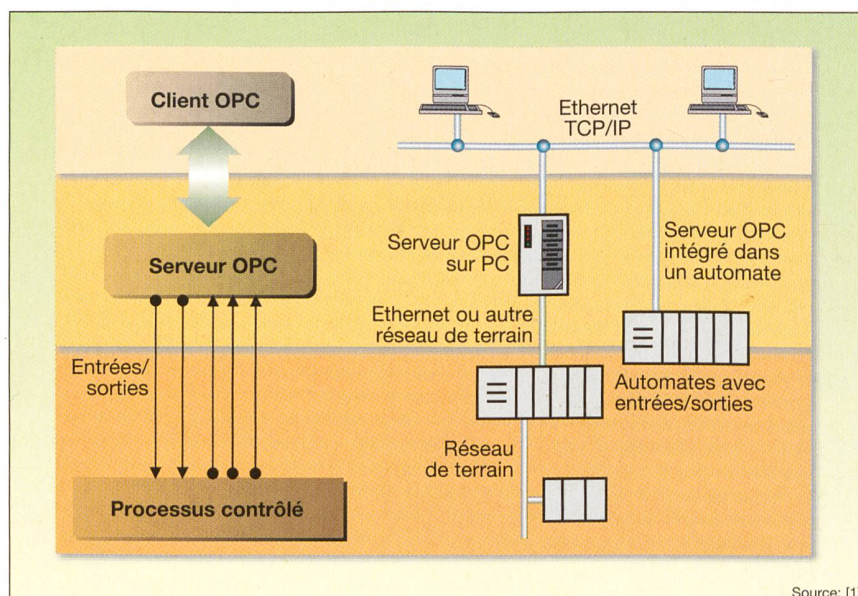 Client OPC
Ethernet
TCP/IP
Serveur OPC
Serveur OPC
sur PC
Serveur OPC
intégré dans
un automate
Ethernet ou autre
réseau de terrain
Entrées/
sorties
Automates avec
entrées/sorties
Réseau
de terrain
Processus contrôlé
Source: [1]